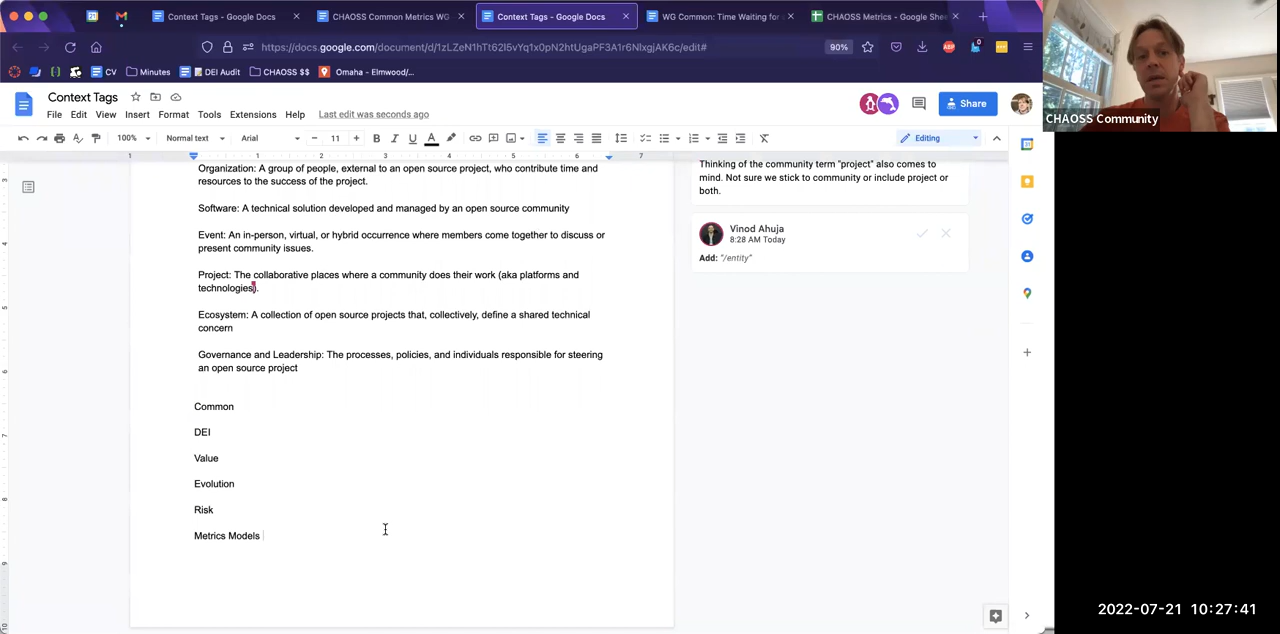 Context Tags - Google Docs
CHAOSS Common Metrics WG
Context Tags - Google Docs
WG Common: Time Waiting for
CHAOSS Metrics - Google Shee
https://docs.google.com/document/d/1zLZeN1hTt62I5vYq1x0pN2htUgaPF3A1r6NlxgjAK6c/edit#
90%
CV
Minutes
DEI Audit
CHAOSS $$
Omaha - Elmwood/...
Context Tags
File Edit View Insert Format Tools Extensions Help Last edit was seconds ago
Share
CHAOSS Community
100% Normal text Arial 11 Editing
1 1 2 3 4 5 6 7
Organization: A group of people, external to an open source project, who contribute time and
resources to the success of the project.
Software: A technical solution developed and managed by an open source community
Event: An in-person, virtual, or hybrid occurrence where members come together to discuss or
present community issues.
Project: The collaborative places where a community does their work (aka platforms and
technologies).
Ecosystem: A collection of open source projects that, collectively, define a shared technical
concern
Governance and Leadership: The processes, policies, and individuals responsible for steering
an open source project
Common
DEI
Value
Evolution
Risk
Metrics Models
Thinking of the community term "project" also comes to
mind. Not sure we stick to community or include project or
both.
Vinod Ahuja
8:28 AM Today
Add: "/entity"
2022-07-21 10:27:41